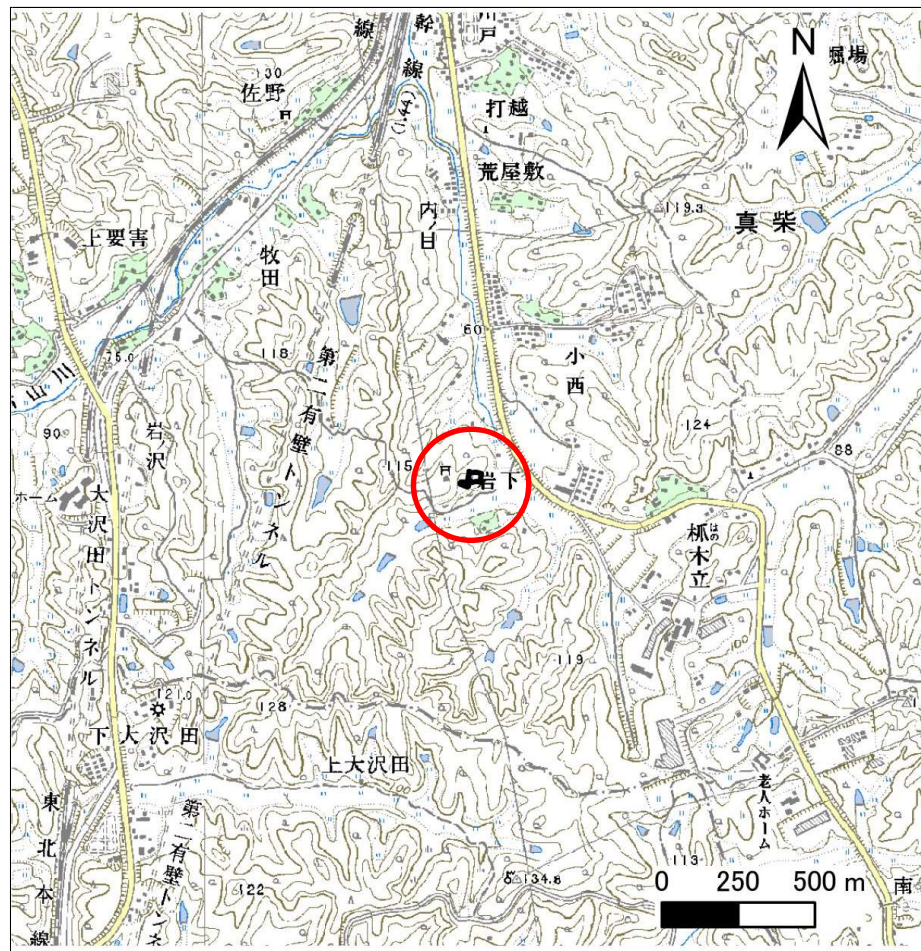 線
幹線
川戸
N
堀場
130
佐野
打越
荒屋敷
119.3
真柴
上要害
内ノ目
牧田
60
75.0
118
第一有壁トンネル
小西
124
90
岩沢
115
岩下
88
ホーム
大沢田トンネル
椛木立
はの
119
121.0
下大沢田
128
上大沢田
100
東北本線
第二有壁トンネ
老人ホーム
134.8
113
122
南
0 250 500 m